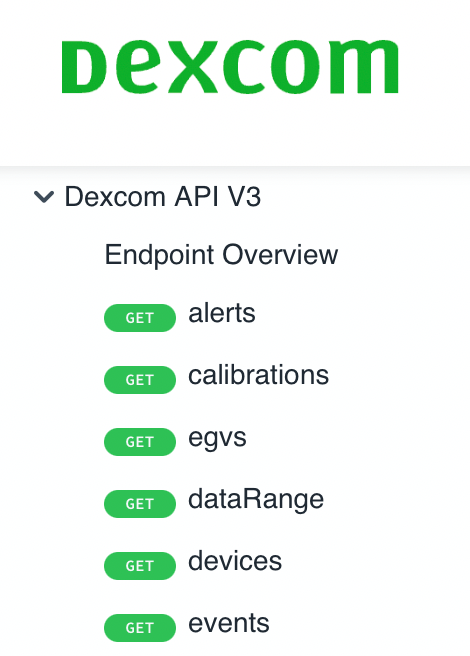 Dexcom
Dexcom API V3
Endpoint Overview
GET alerts
GET calibrations
GET egvs
GET dataRange
GET devices
GET events